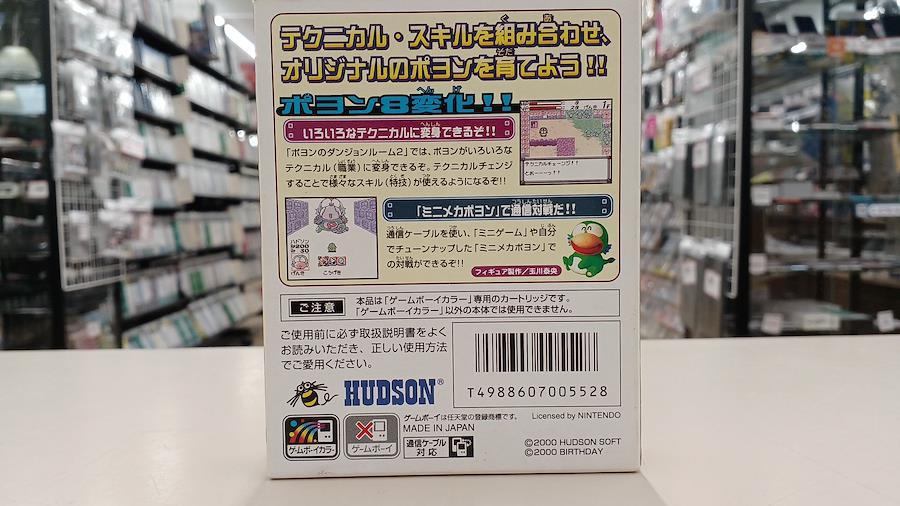 テクニカル・スキルを組み合わせ、
オリジナルのポヨンを育てよう!!
ポヨン8変化!!
いろいろなテクニカルに変身できるぞ!!
「ポヨンのダンジョンルーム2」では、ポヨンがいろいろな
テクニカル(職業)に変身できるぞ。テクニカルチェンジ
することで様々なスキル(特技)が使えるようになるぞ!!
テクニカルチェンジ!!
「ミニメカポヨン」で通信対戦だ!!
通信ケーブルを使い、「ミニゲーム」や自分
でチューンナップした「ミニメカポヨン」で
の対戦ができるぞ!!
フィギュア製作/玉川泰央
ハドソン
げんき
こうげき
ご注意
本品は「ゲームボーイカラー」専用のカートリッジです。
「ゲームボーイカラー」以外の本体では使用できません。
ご使用前に必ず取扱説明書をよく
お読みいただき、正しい使用方法
でご愛用ください。
HUDSON®
T4988607005528
ゲームボーイは任天堂の登録商標です。
MADE IN JAPAN
Licensed by NINTENDO
ゲームボーイカラー
ゲームボーイ
通信ケーブル
対応
©2000 HUDSON SOFT
©2000 BIRTHDAY